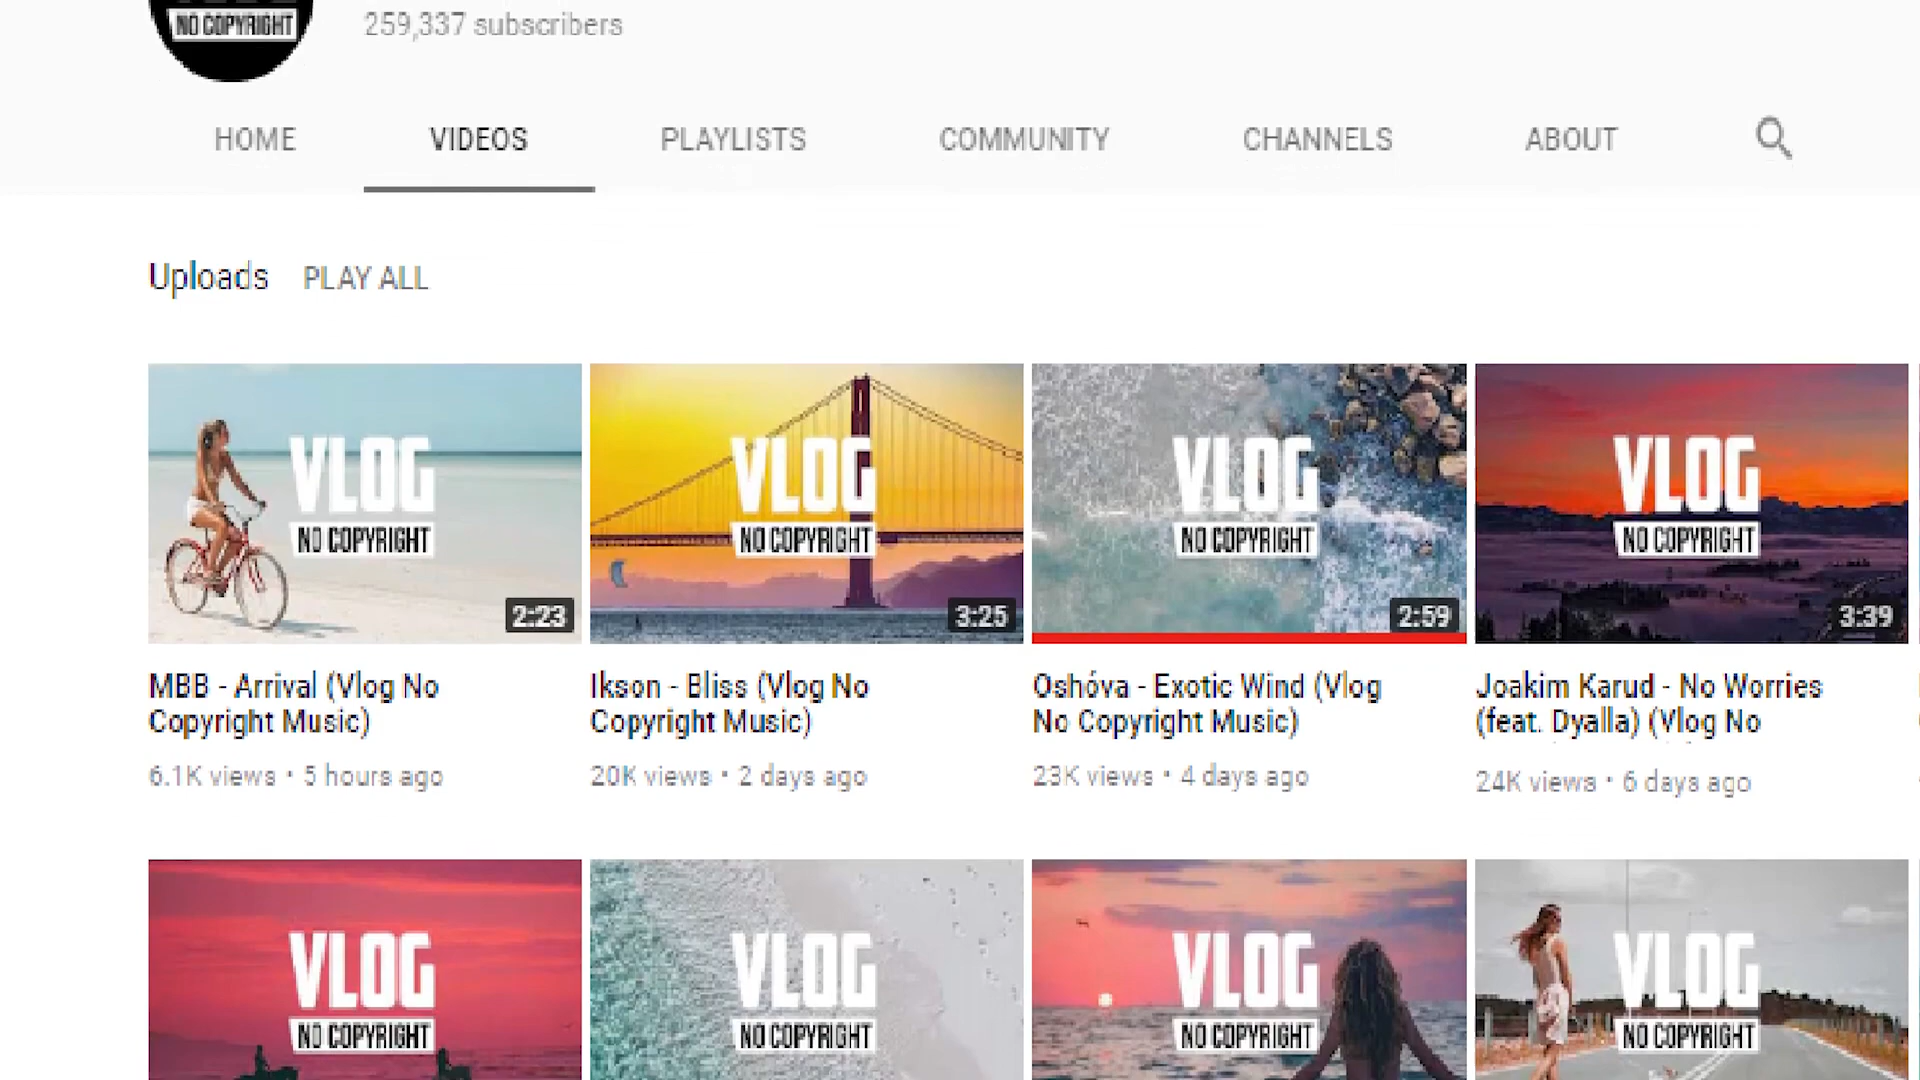 NO COPYRIGHT
259,337 subscribers
HOME
VIDEOS
PLAYLISTS
COMMUNITY
CHANNELS
ABOUT
Uploads
PLAY ALL
VLOG
NO COPYRIGHT
2:23
VLOG
NO COPYRIGHT
3:25
VLOG
NO COPYRIGHT
2:59
VLOG
NO COPYRIGHT
3:39
MBB - Arrival (Vlog No
Copyright Music)
6.1K views • 5 hours ago
Ikson - Bliss (Vlog No
Copyright Music)
20K views • 2 days ago
Oshóva - Exotic Wind (Vlog
No Copyright Music)
23K views • 4 days ago
Joakim Karud - No Worries
(feat. Dyalla) (Vlog No
24K views • 6 days ago
VLOG
NO COPYRIGHT
VLOG
NO COPYRIGHT
VLOG
NO COPYRIGHT
VLOG
NO COPYRIGHT